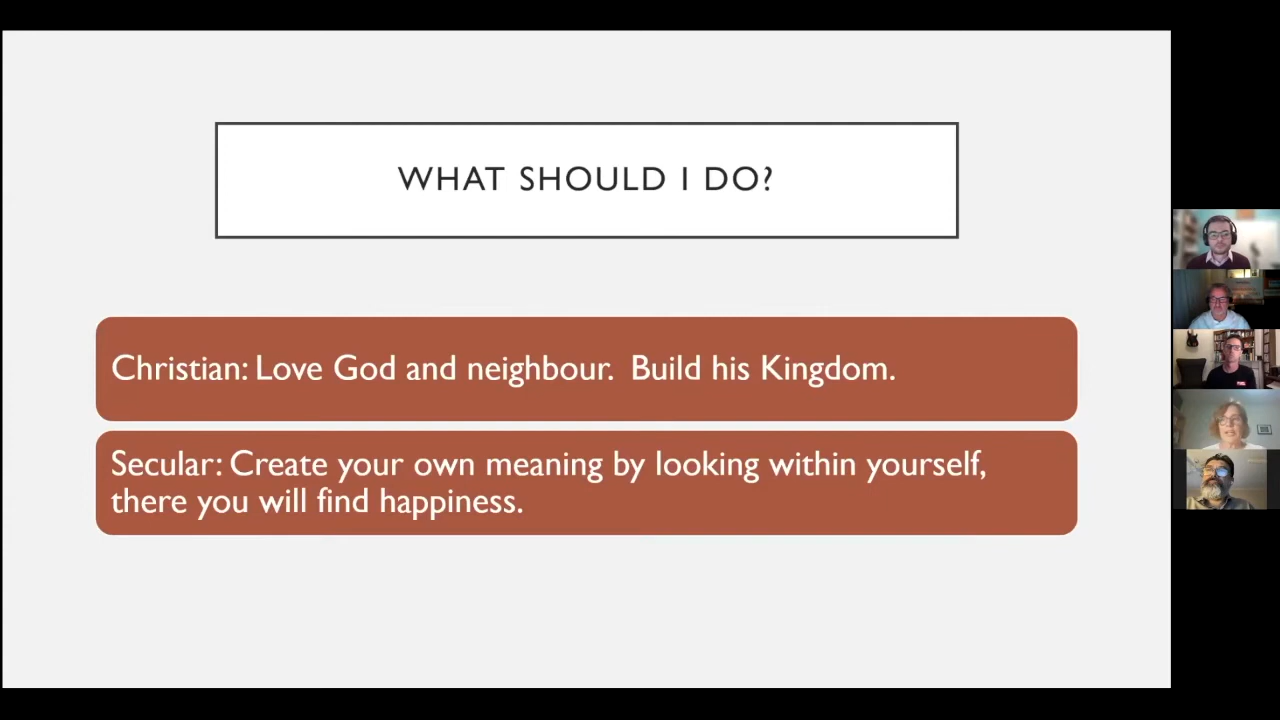 WHAT SHOULD I DO?
Christian: Love God and neighbour. Build his Kingdom.
Secular: Create your own meaning by looking within yourself,
there you will find happiness.